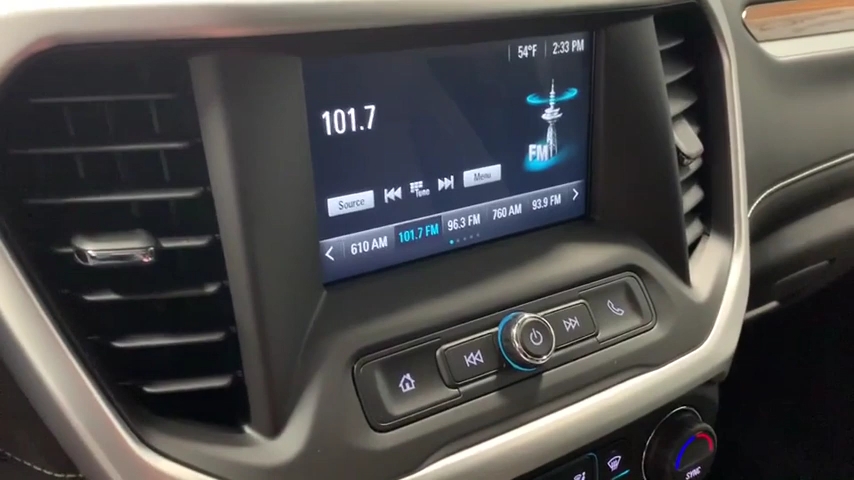 54°F 2:33 PM
101.7
FM
Source Tune Menu
610 AM 101.7 FM 96.3 FM 760 AM 93.9 FM
SYNC